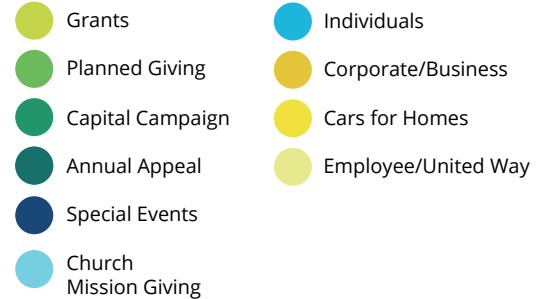 Grants
Planned Giving
Capital Campaign
Annual Appeal
Special Events
Church
Mission Giving
Individuals
Corporate/Business
Cars for Homes
Employee/United Way